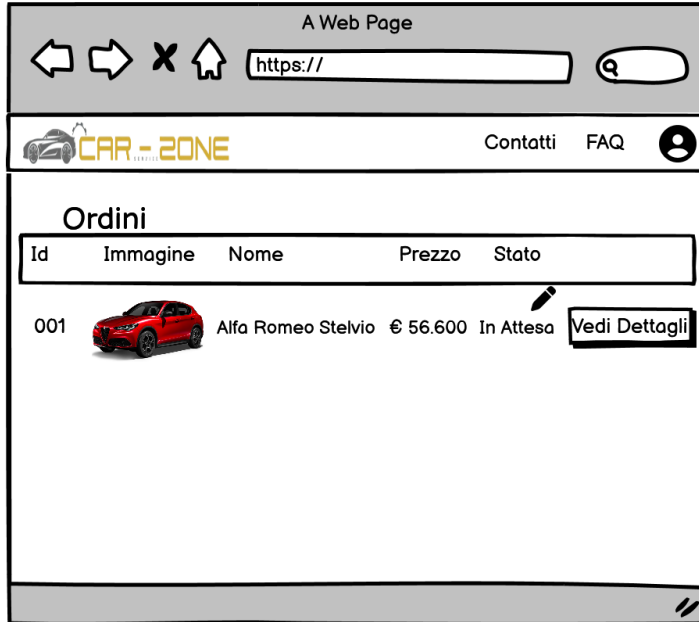 A Web Page
https://
CAR - ZONE
SERVICE
Contatti FAQ
Ordini
Id Immagine Nome Prezzo Stato
001 Alfa Romeo Stelvio € 56.600 In Attesa Vedi Dettagli